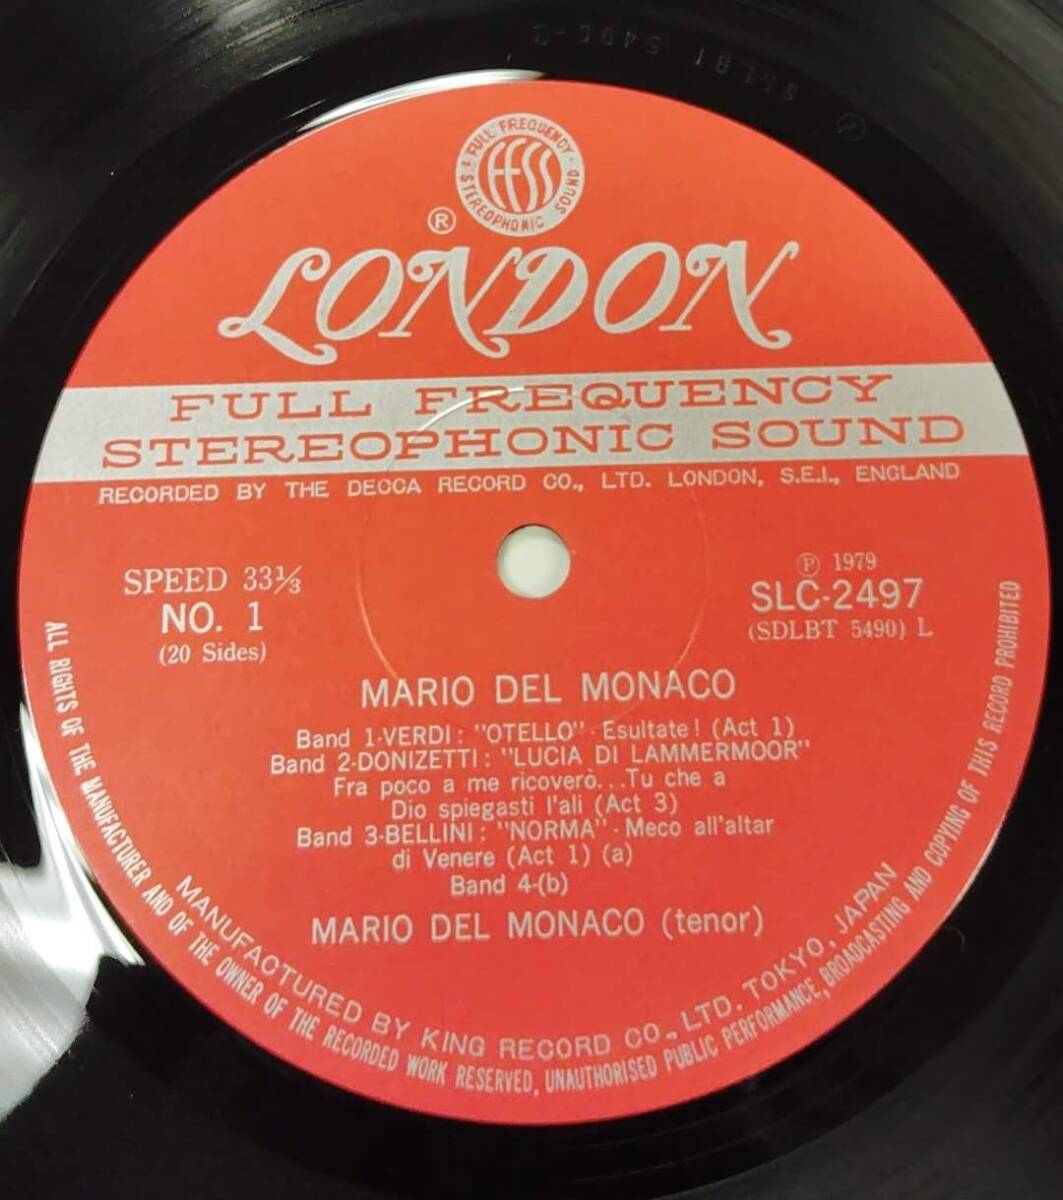 FULL FREQUENCY
STEREOPHONIC SOUND
FFSS
®
LONDON
FULL FREQUENCY
STEREOPHONIC SOUND
RECORDED BY THE DECCA RECORD CO., LTD. LONDON, S.E.I., ENGLAND
SPEED 33⅓
NO. 1
(20 Sides)
Ⓟ 1979
SLC-2497
(SDLBT 5490) L
MARIO DEL MONACO
Band 1-VERDI: "OTELLO" - Esultate! (Act 1)
Band 2-DONIZETTI: "LUCIA DI LAMMERMOOR"
Fra poco a me ricoverò...Tu che a
Dio spiegasti l'ali (Act 3)
Band 3-BELLINI: "NORMA" - Meco all'altar
di Venere (Act 1) (a)
Band 4-(b)
MARIO DEL MONACO (tenor)
MANUFACTURED BY KING RECORD CO., LTD. TOKYO, JAPAN
ALL RIGHTS OF THE MANUFACTURER AND OF THE OWNER OF THE RECORDED WORK RESERVED, UNAUTHORISED PUBLIC PERFORMANCE, BROADCASTING AND COPYING OF THIS RECORD PROHIBITED